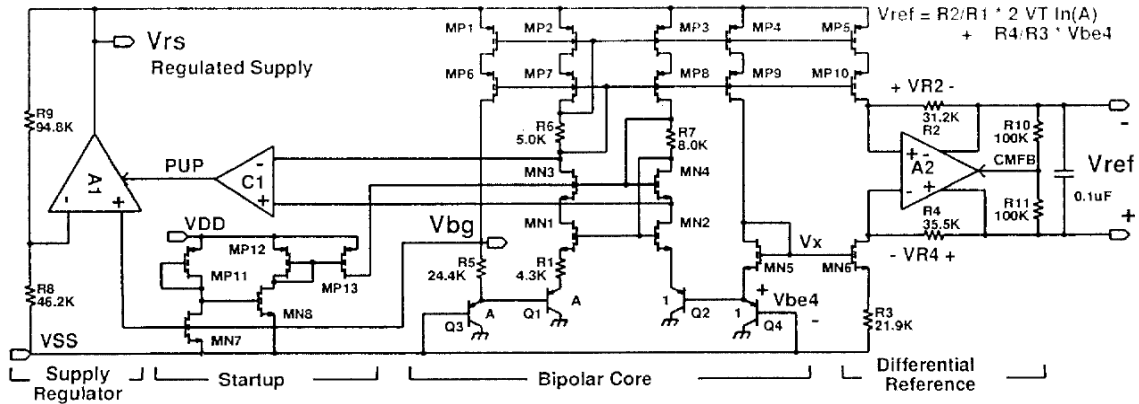 Vref = R2/R1 * 2 VT ln(A)
+ R4/R3 * Vbe4
MP1
MP2
MP3
MP4
MP5
Vrs
Regulated Supply
MP6
MP7
MP8
MP9
MP10
+ VR2 -
31.2K
R2
R9
94.8K
R6
5.0K
R7
8.0K
R10
100K
-
PUP
- C1 +
A1
- +
MN3
MN4
+ -
A2
- +
CMFB
Vref
0.1uF
VDD
Vbg
MN1
MN2
R4
35.5K
R11
100K
+
MP12
MP11
MP13
R5
24.4K
R1
4.3K
Vx
MN5
MN6
- VR4 +
R8
46.2K
MN8
MN7
A
Q3
A
Q1
1
Q2
1
Q4
+
Vbe4
-
R3
21.9K
VSS
Supply
Regulator
Startup
Bipolar Core
Differential
Reference